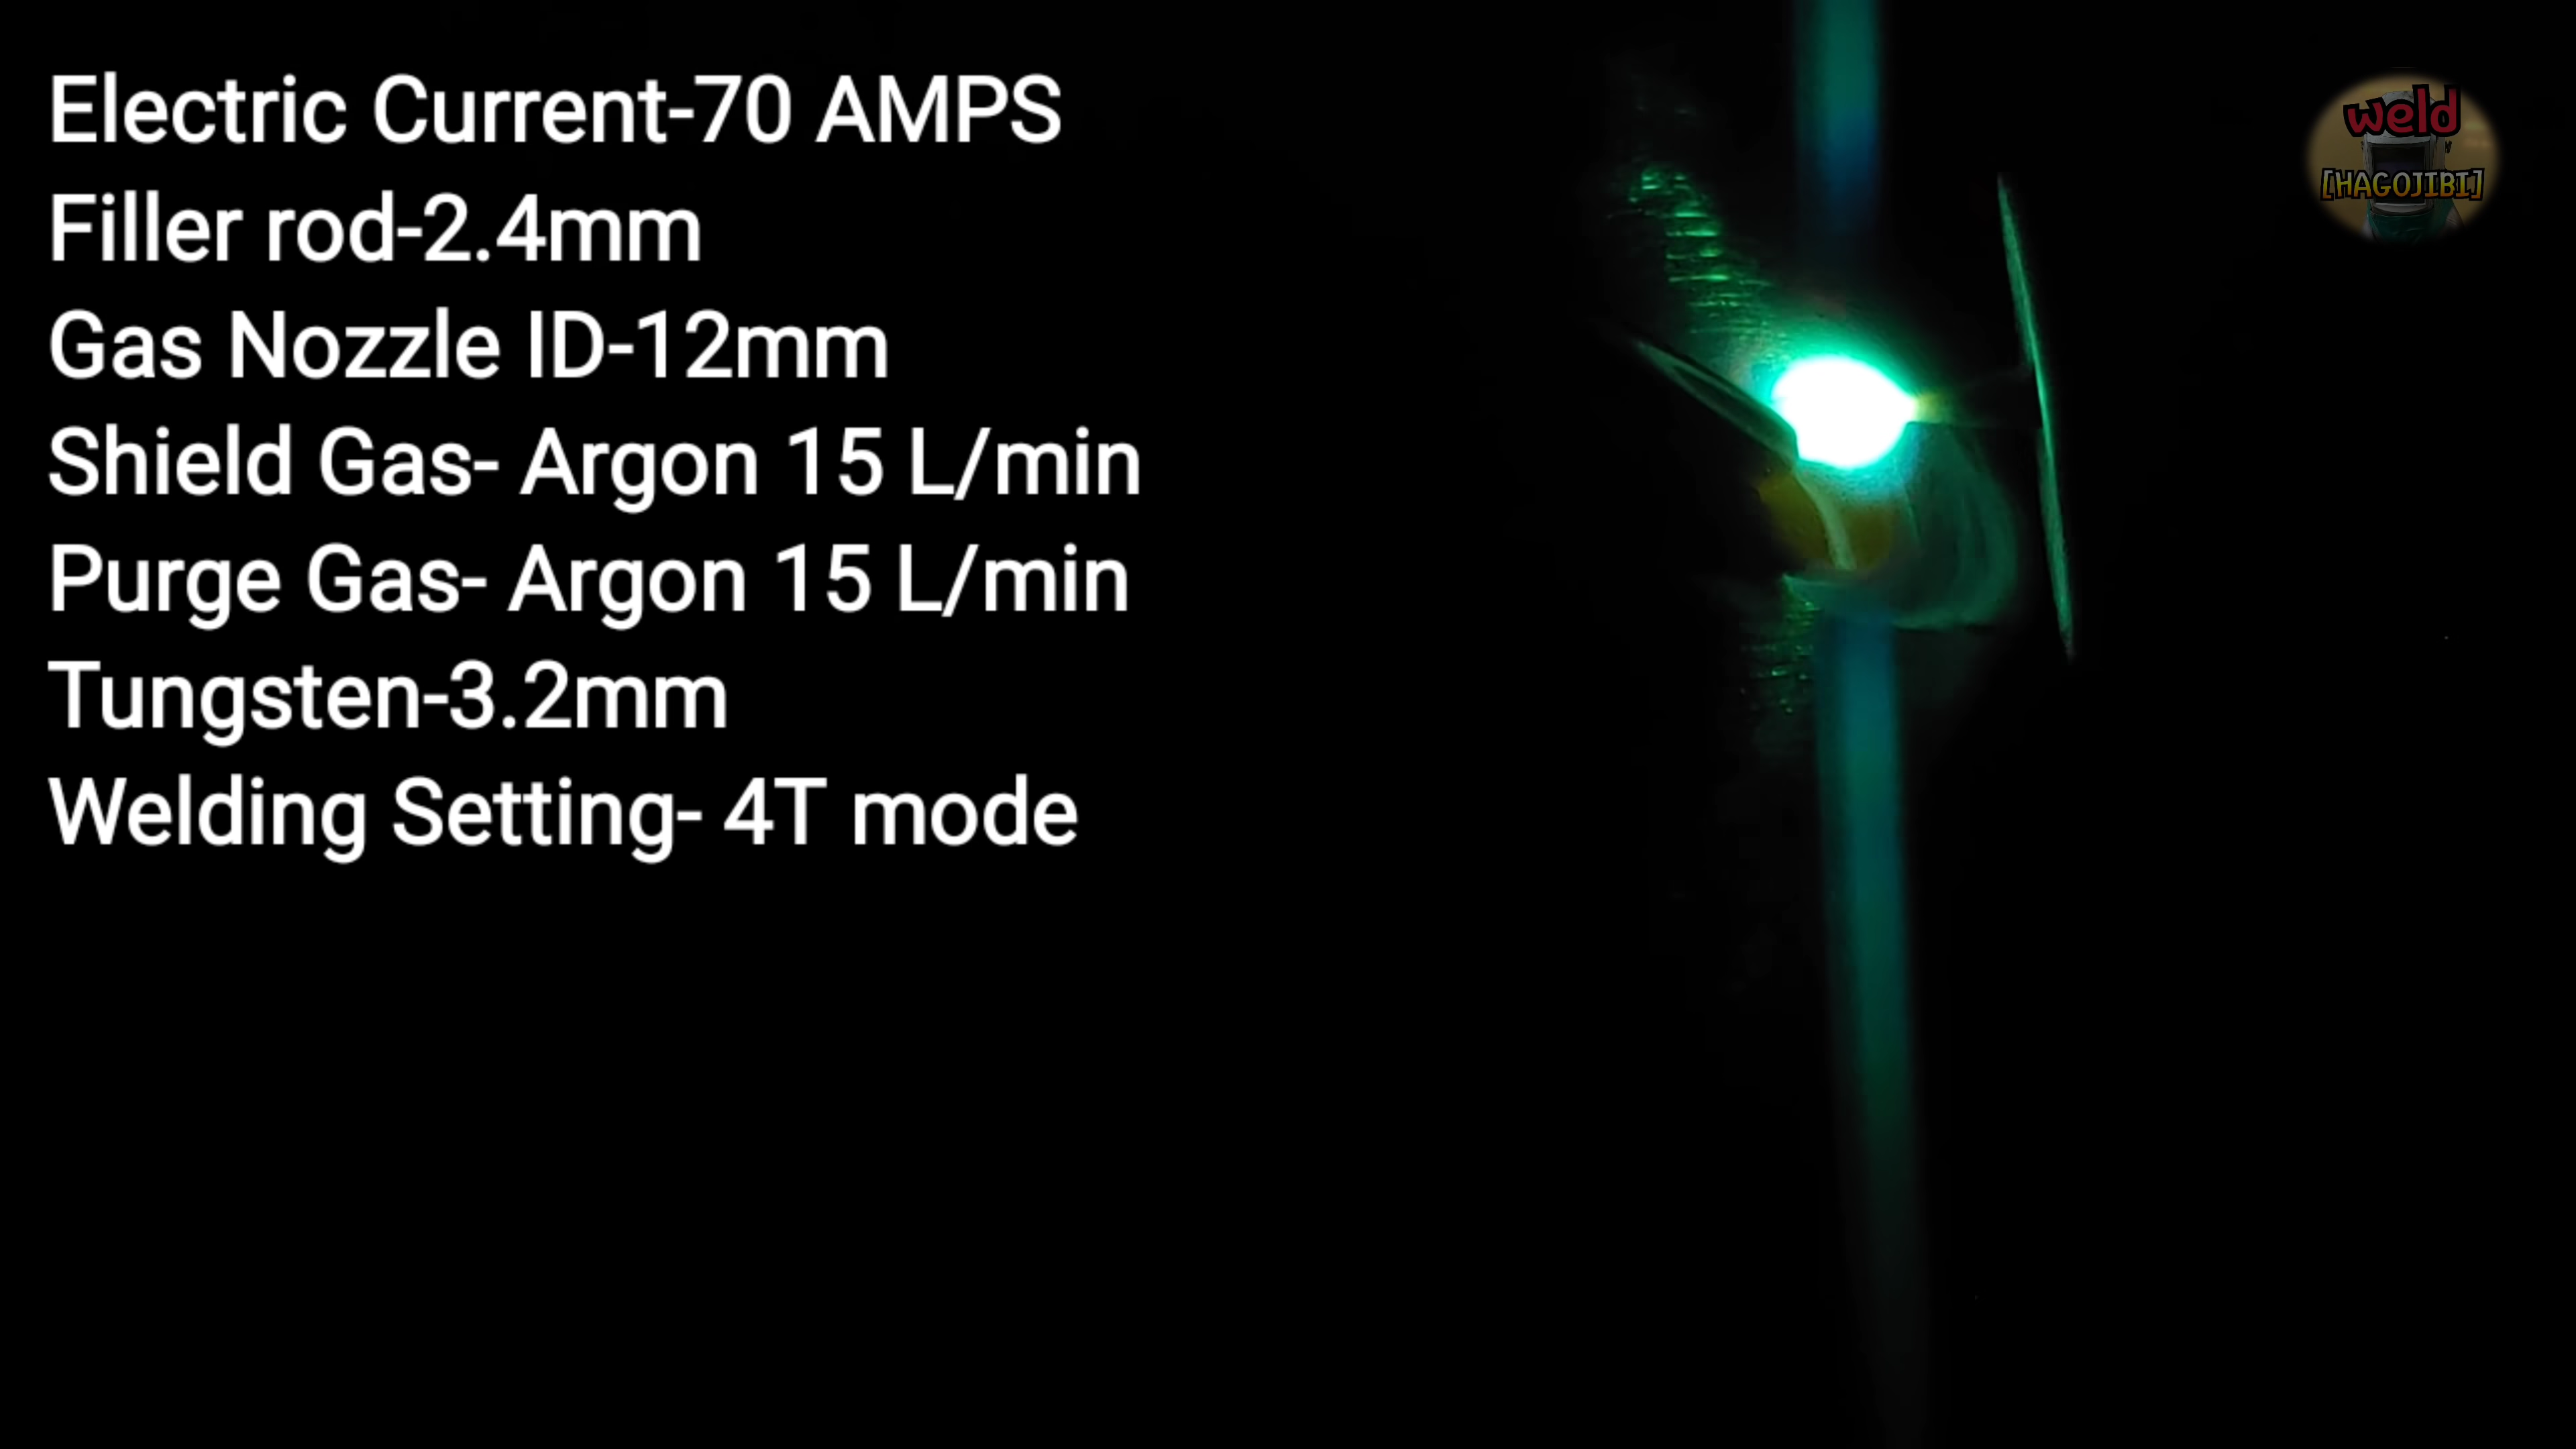 Electric Current-70 AMPS
Filler rod-2.4mm
Gas Nozzle ID-12mm
Shield Gas- Argon 15 L/min
Purge Gas- Argon 15 L/min
Tungsten-3.2mm
Welding Setting- 4T mode
weld
[HAGOJIBI]